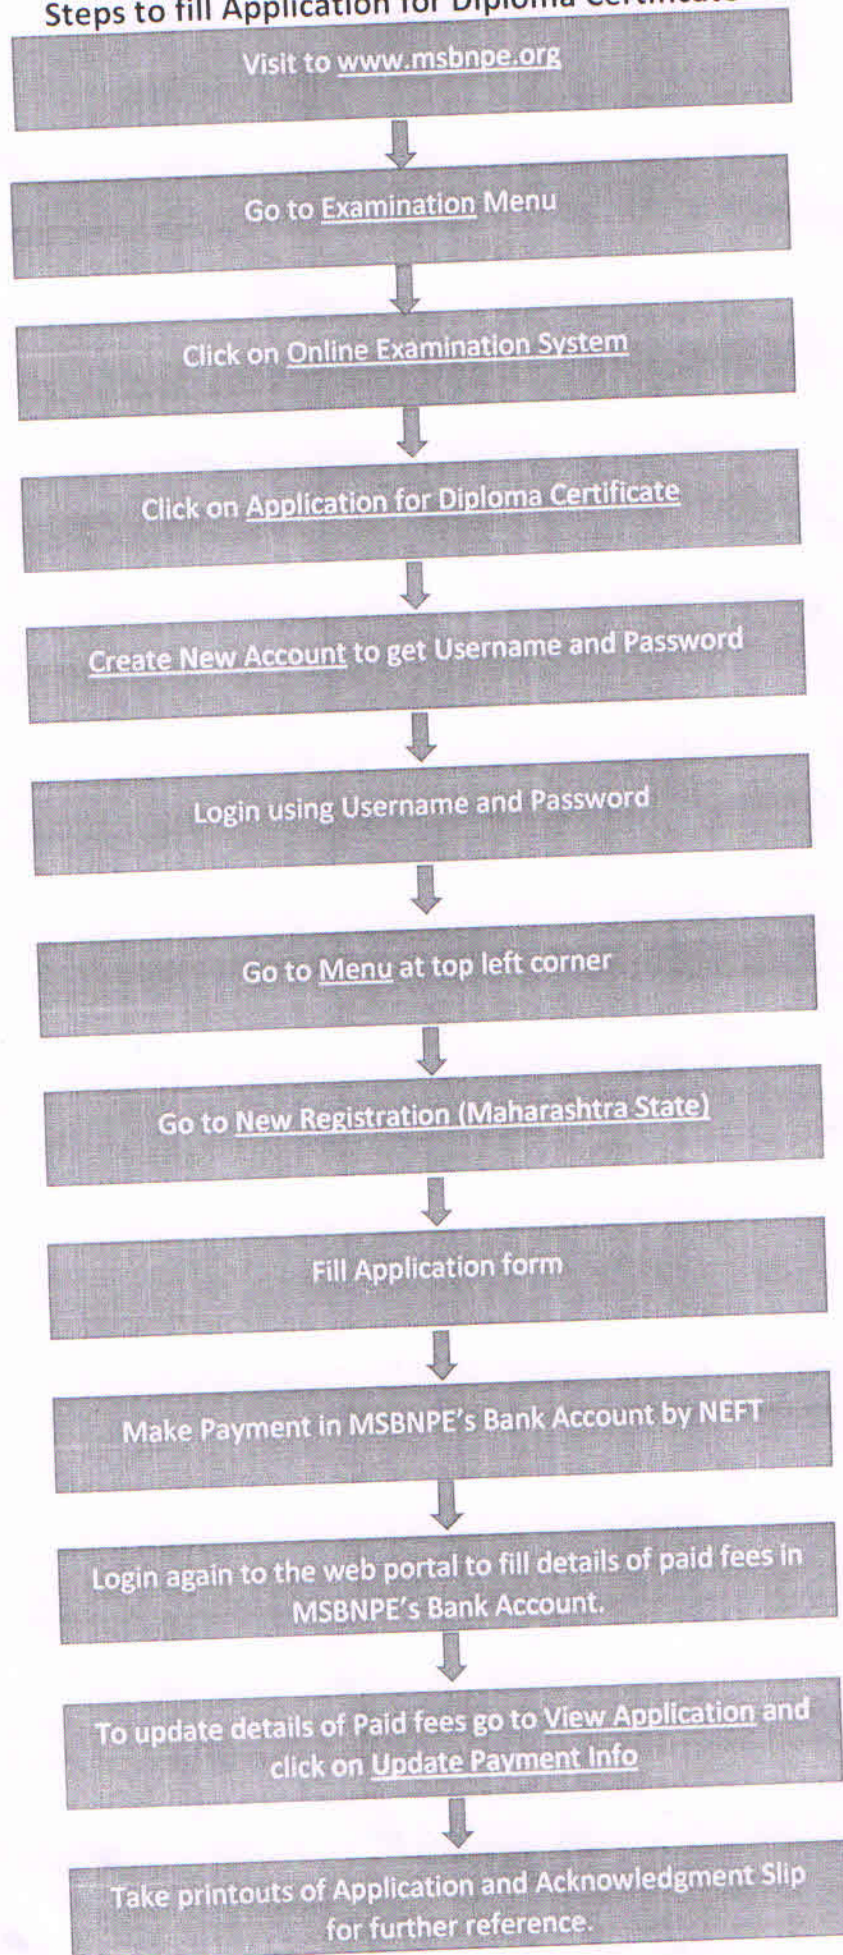 Steps to fill Application for Diploma Certificate
Visit to www.msbnpe.org
Go to Examination Menu
Click on Online Examination System
Click on Application for Diploma Certificate
Create New Account to get Username and Password
Login using Username and Password
Go to Menu at top left corner
Go to New Registration (Maharashtra State)
Fill Application form
Make Payment in MSBNPE's Bank Account by NEFT
Login again to the web portal to fill details of paid fees in
MSBNPE's Bank Account.
To update details of Paid fees go to View Application and
click on Update Payment Info
Take printouts of Application and Acknowledgment Slip
for further reference.